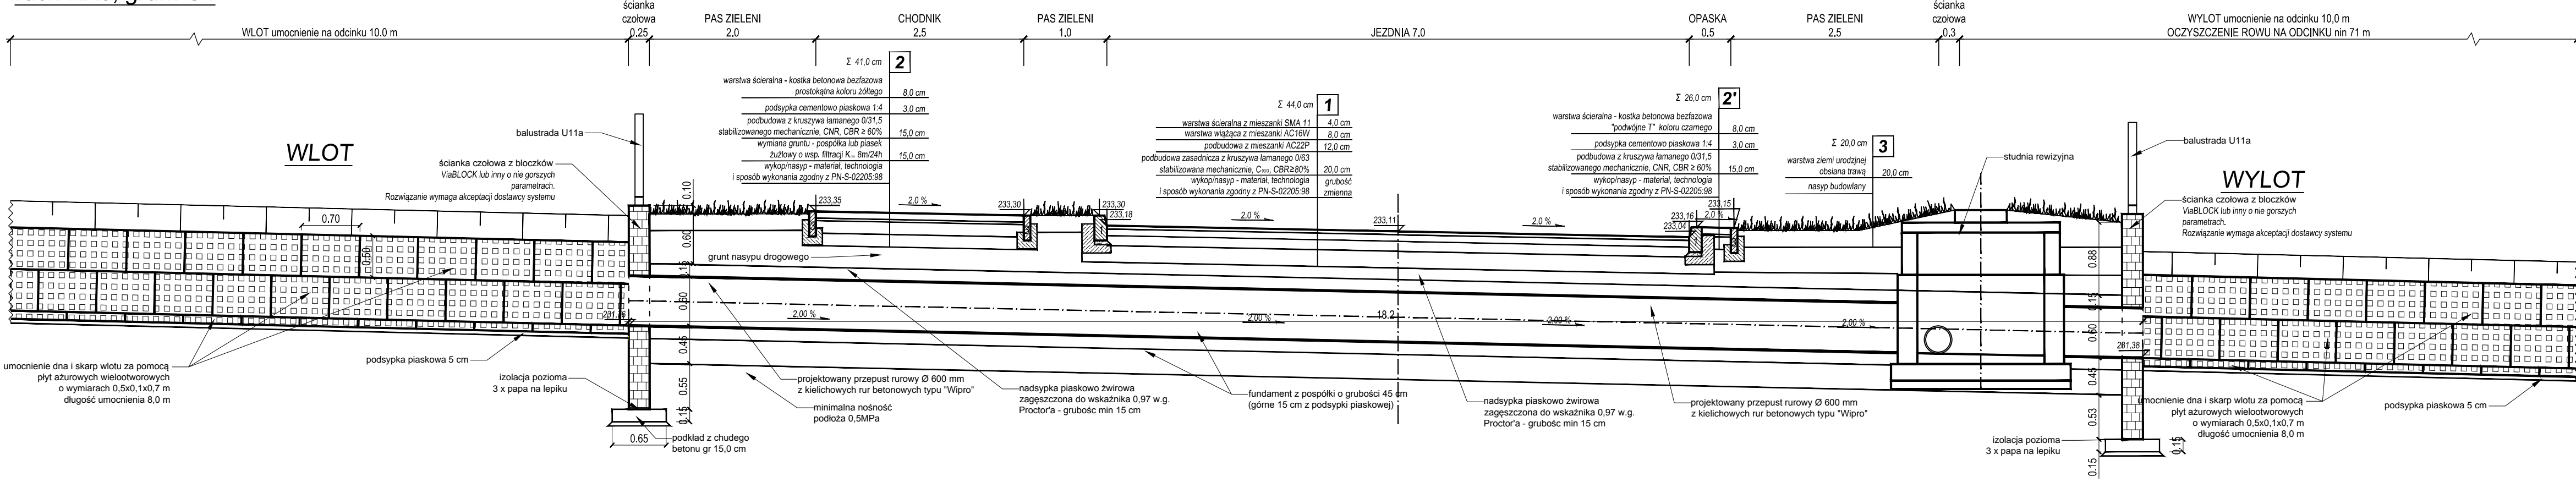 ścianka
czołowa
0.25
PAS ZIELENI
2.0
CHODNIK
2.5
PAS ZIELENI
1.0
JEZDNIA 7.0
OPASKA
0.5
PAS ZIELENI
2.5
ścianka
czołowa
0.3
WLOT umocnienie na odcinku 10.0 m
WYLOT umocnienie na odcinku 10,0 m
OCZYSZCZENIE ROWU NA ODCINKU nin 71 m
Σ 41,0 cm
2
warstwa ścieralna - kostka betonowa bezfazowa
prostokątna koloru żółtego
8,0 cm
podsypka cementowo piaskowa 1:4
3,0 cm
podbudowa z kruszywa łamanego 0/31,5
stabilizowanego mechanicznie, CNR, CBR ≥ 60%
15,0 cm
wymiana gruntu - pospółka lub piasek
żużlowy o wsp. filtracji K 8m/24h
15,0 cm
wykop/nasyp - materiał, technologia
i sposób wykonania zgodny z PN-S-02205:98
Σ 44,0 cm
1
warstwa ścieralna z mieszanki SMA 11
4,0 cm
warstwa wiążąca z mieszanki AC16W
8,0 cm
podbudowa z mieszanki AC22P
12,0 cm
podbudowa zasadnicza z kruszywa łamanego 0/63
stabilizowana mechanicznie, CBR≥80%
20,0 cm
wykop/nasyp - materiał, technologia
i sposób wykonania zgodny z PN-S-02205:98
grubość
zmienna
Σ 26,0 cm
2'
warstwa ścieralna - kostka betonowa bezfazowa
"podwójne T" koloru czarnego
8,0 cm
podsypka cementowo piaskowa 1:4
3,0 cm
podbudowa z kruszywa łamanego 0/31,5
stabilizowanego mechanicznie, CNR, CBR ≥ 60%
15,0 cm
wykop/nasyp - materiał, technologia
i sposób wykonania zgodny z PN-S-02205:98
Σ 20,0 cm
3
warstwa ziemi urodzjnej
obsiana trawą
20,0 cm
nasyp budowlany
WLOT
balustrada U11a
ścianka czołowa z bloczków
ViaBLOCK lub inny o nie gorszych
parametrach.
Rozwiązanie wymaga akceptacji dostawcy systemu
studnia rewizyjna
balustrada U11a
WYLOT
ścianka czołowa z bloczków
ViaBLOCK lub inny o nie gorszych
parametrach.
Rozwiązanie wymaga akceptacji dostawcy systemu
0.70
0.50
0.10
0.60
0.15
0.60
0.45
0.55
0.15
0.65
233,35
2,0 %
233,30
233,30
233,18
2,0 %
233,11
2,0 %
233,16
233,04
233,15
2,0 %
grunt nasypu drogowego
2,00 %
2,00 %
18.2
2,00 %
2,00 %
231,38
0.88
0.15
0.60
0.45
0.53
0.15
0.15
umocnienie dna i skarp wlotu za pomocą
płyt ażurowych wielootworowych
o wymiarach 0,5x0,1x0,7 m
długość umocnienia 8,0 m
podsypka piaskowa 5 cm
izolacja pozioma
3 x papa na lepiku
podkład z chudego
betonu gr 15,0 cm
projektowany przepust rurowy Ø 600 mm
z kielichowych rur betonowych typu "Wipro"
minimalna nośność
podłoża 0,5MPa
nadsypka piaskowo żwirowa
zagęszczona do wskaźnika 0,97 w.g.
Proctor'a - grubośc min 15 cm
fundament z pospółki o grubości 45 cm
(górne 15 cm z podsypki piaskowej)
nadsypka piaskowo żwirowa
zagęszczona do wskaźnika 0,97 w.g.
Proctor'a - grubośc min 15 cm
projektowany przepust rurowy Ø 600 mm
z kielichowych rur betonowych typu "Wipro"
izolacja pozioma
3 x papa na lepiku
umocnienie dna i skarp wlotu za pomocą
płyt ażurowych wielootworowych
o wymiarach 0,5x0,1x0,7 m
długość umocnienia 8,0 m
podsypka piaskowa 5 cm